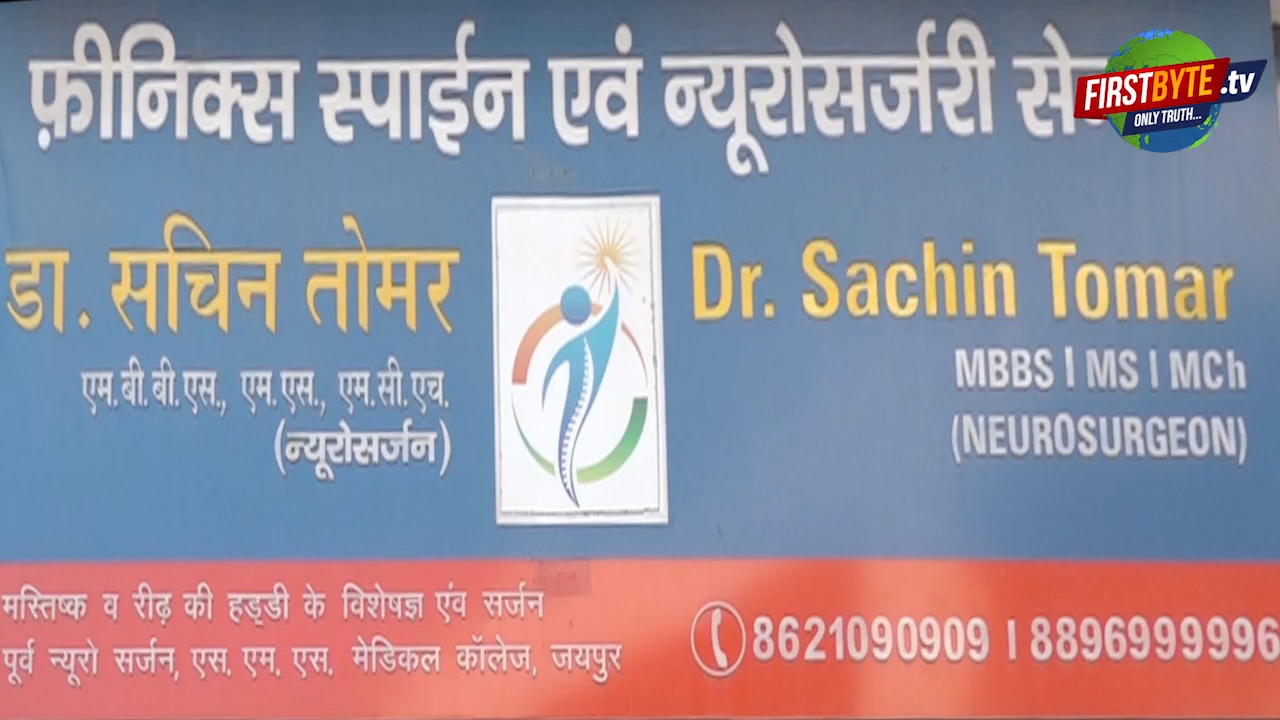 फ़ीनिक्स स्पाईन एवं न्यूरोसर्जरी
FIRSTBYTE.tv
ONLY TRUTH...
डा. सचिन तोमर
एम.बी.बी.एस., एम.एस., एम.सी.एच.
(न्यूरोसर्जन)
Dr. Sachin Tomar
MBBS | MS | MCh
(NEUROSURGEON)
मस्तिष्क व रीढ़ की हड्डी के विशेषज्ञ एंव सर्जन
पूर्व न्यूरो सर्जन, एस. एम. एस. मेडिकल कॉलेज, जयपुर
8621090909 | 8896999996